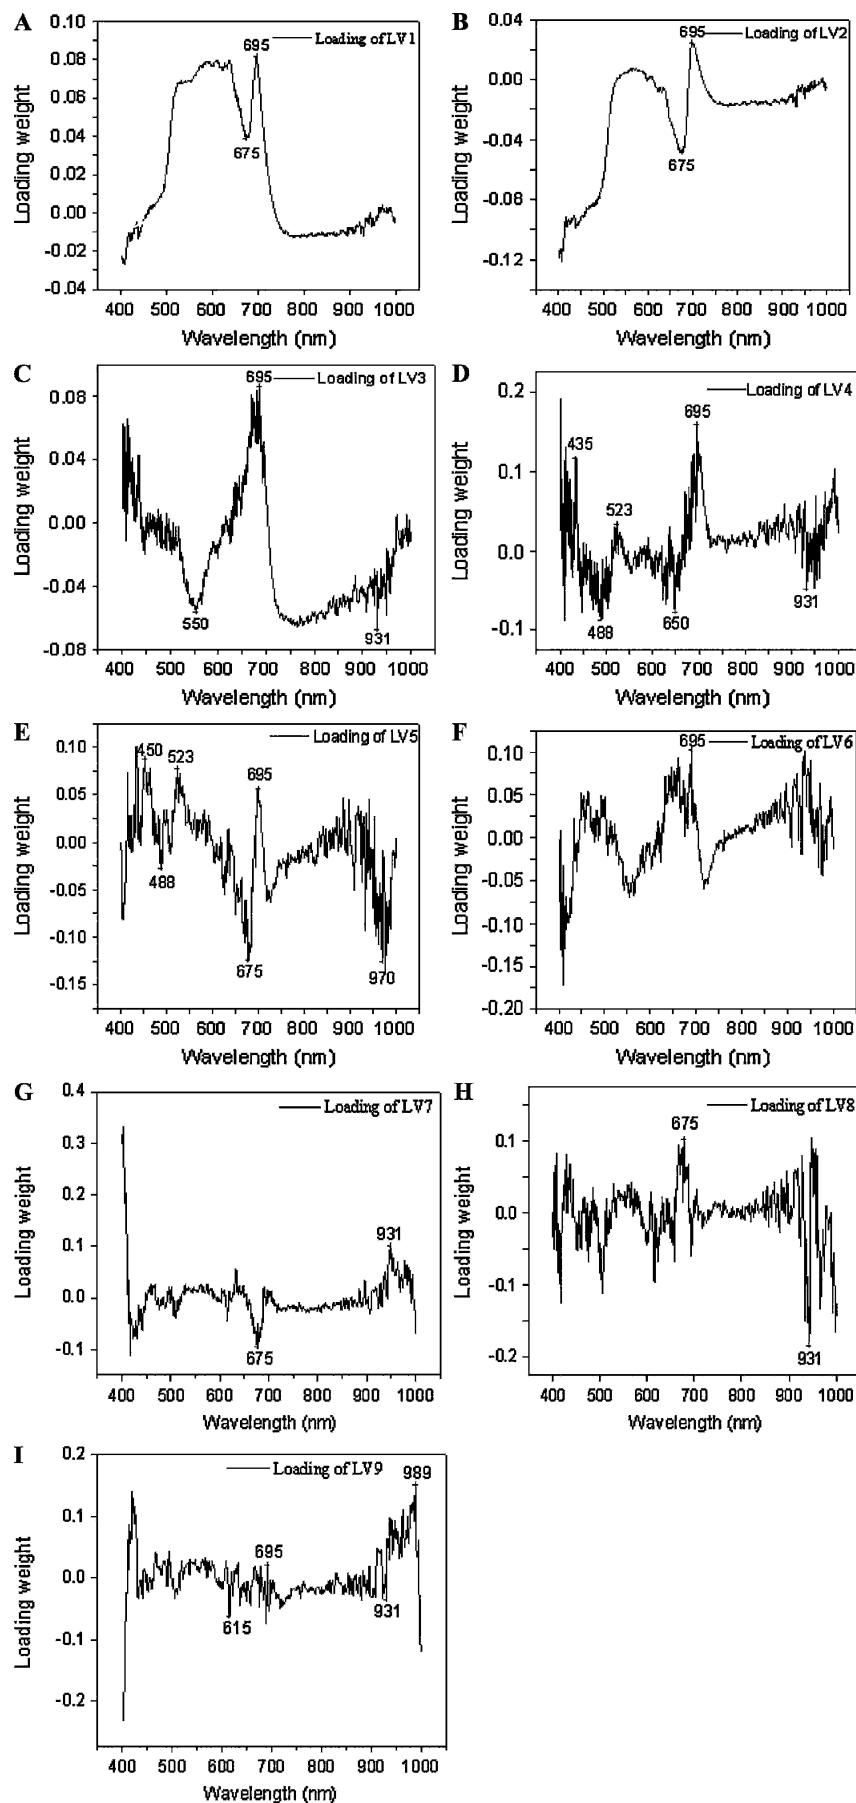 A
0.10
0.08
0.06
0.04
0.02
0.00
-0.02
-0.04
Loading weight
695
Loading of LV1
675
400 500 600 700 800 900 1000
Wavelength (nm)
B
0.04
0.00
-0.04
-0.08
-0.12
Loading weight
695
Loading of LV2
675
400 500 600 700 800 900 1000
Wavelength (nm)
C
0.08
0.04
0.00
-0.04
-0.08
Loading weight
695
Loading of LV3
550
931
400 500 600 700 800 900 1000
Wavelength (nm)
D
0.2
0.1
0.0
-0.1
Loading weight
Loading of LV4
695
435
523
488
650
931
400 500 600 700 800 900 1000
Wavelength (nm)
E
0.10
0.05
0.00
-0.05
-0.10
-0.15
Loading weight
Loading of LV5
450
523
695
488
675
970
400 500 600 700 800 900 1000
Wavelength (nm)
F
0.10
0.05
0.00
-0.05
-0.10
-0.15
-0.20
Loading weight
695
Loading of LV6
400 500 600 700 800 900 1000
Wavelength (nm)
G
0.4
0.3
0.2
0.1
0.0
-0.1
Loading weight
Loading of LV7
931
675
400 500 600 700 800 900 1000
Wavelength (nm)
H
0.1
0.0
-0.1
-0.2
Loading weight
Loading of LV8
675
931
400 500 600 700 800 900 1000
Wavelength (nm)
I
0.2
0.1
0.0
-0.1
-0.2
Loading weight
Loading of LV9
989
695
615
931
400 500 600 700 800 900 1000
Wavelength (nm)